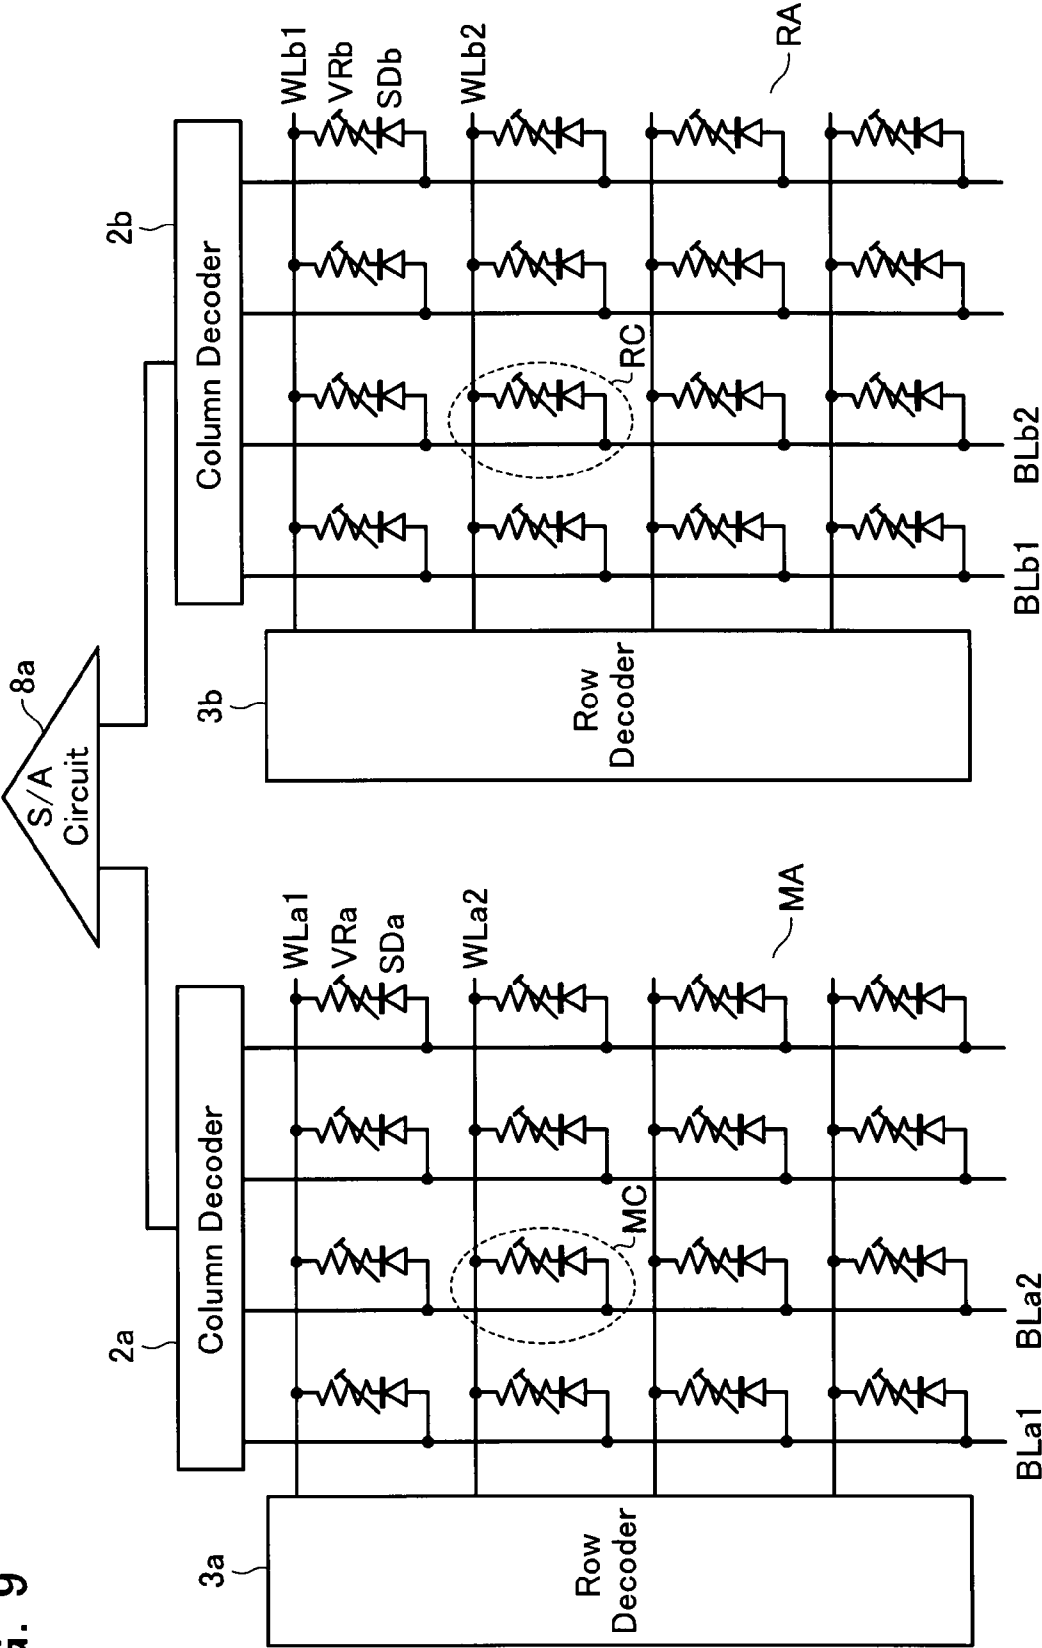 9
S/A
Circuit
8a
2a
Column Decoder
2b
Column Decoder
3a
Row
Decoder
WLa1
VRa
SDa
WLa2
MC
MA
BLa1
BLa2
3b
Row
Decoder
WLb1
VRb
SDb
WLb2
RC
RA
BLb1
BLb2